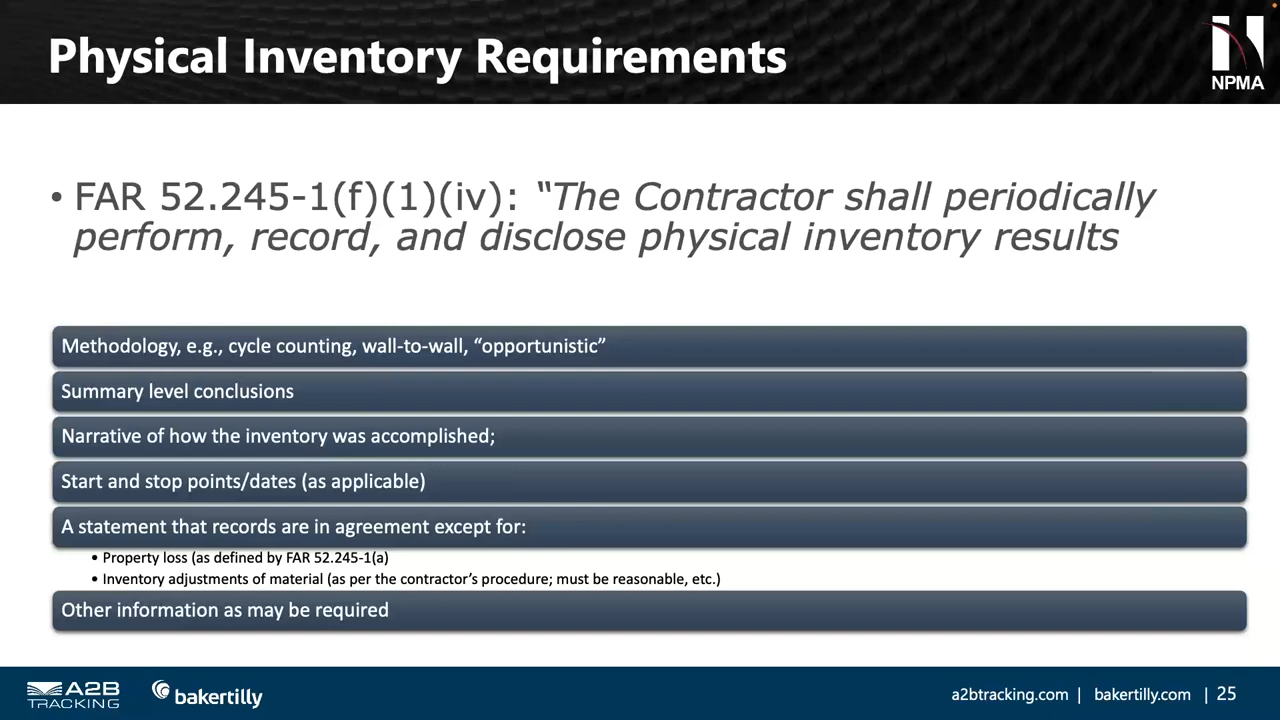 Physical Inventory Requirements
NPMA
• FAR 52.245-1(f)(1)(iv): “The Contractor shall periodically
perform, record, and disclose physical inventory results
Methodology, e.g., cycle counting, wall-to-wall, “opportunistic”
Summary level conclusions
Narrative of how the inventory was accomplished;
Start and stop points/dates (as applicable)
A statement that records are in agreement except for:
• Property loss (as defined by FAR 52.245-1(a)
• Inventory adjustments of material (as per the contractor’s procedure; must be reasonable, etc.)
Other information as may be required
A2B
TRACKING
bakertilly
a2btracking.com | bakertilly.com | 25